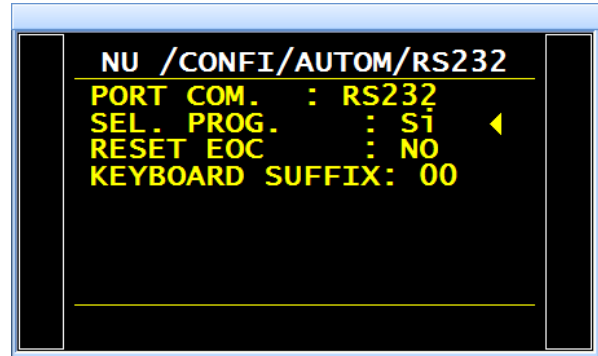 NU /CONFI/AUTOM/RS232
PORT COM. : RS232
SEL. PROG. : Si
RESET EOC : NO
KEYBOARD SUFFIX: 00